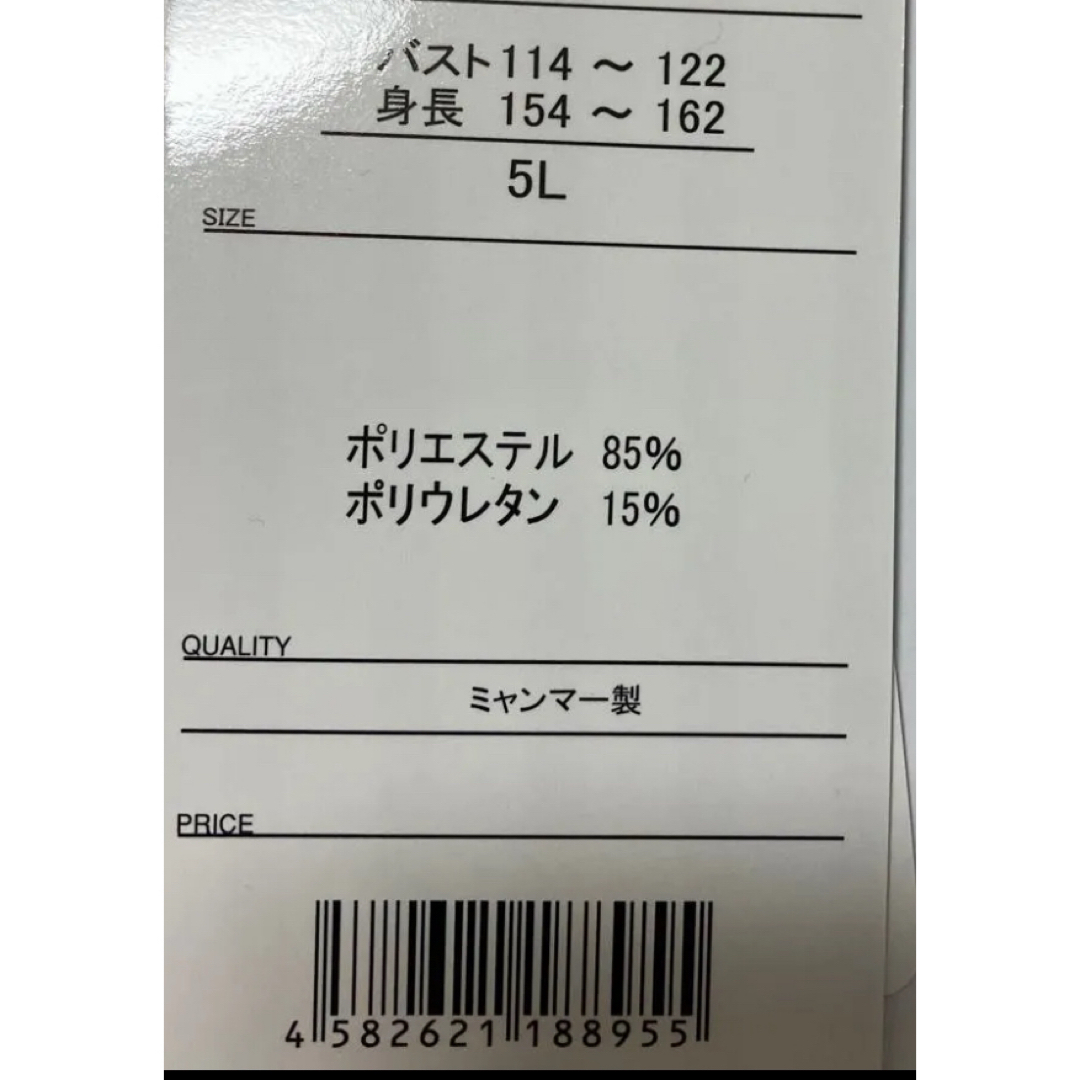 バスト114 ～ 122
身長 154 ～ 162
5L
SIZE
ポリエステル 85%
ポリウレタン 15%
QUALITY
ミャンマー製
PRICE
4 582621 188955